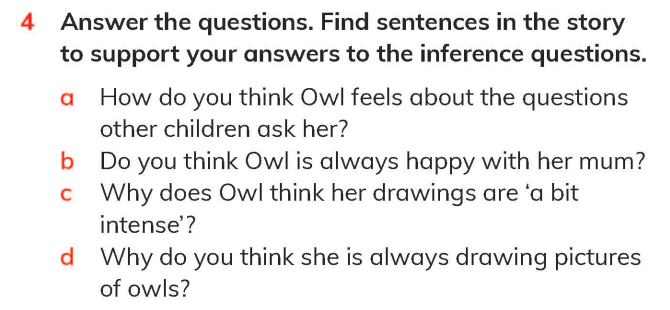 4 Answer the questions. Find sentences in the story
to support your answers to the inference questions.
a How do you think Owl feels about the questions
other children ask her?
b Do you think Owl is always happy with her mum?
c Why does Owl think her drawings are ‘a bit
intense’?
d Why do you think she is always drawing pictures
of owls?